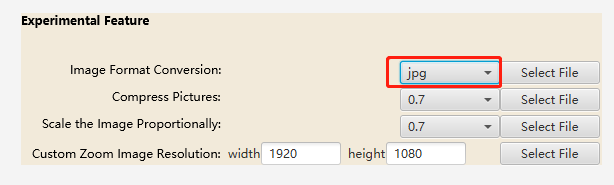 Experimental Feature
Image Format Conversion: jpg Select File
Compress Pictures: 0.7 Select File
Scale the Image Proportionally: 0.7 Select File
Custom Zoom Image Resolution: width 1920 height 1080 Select File